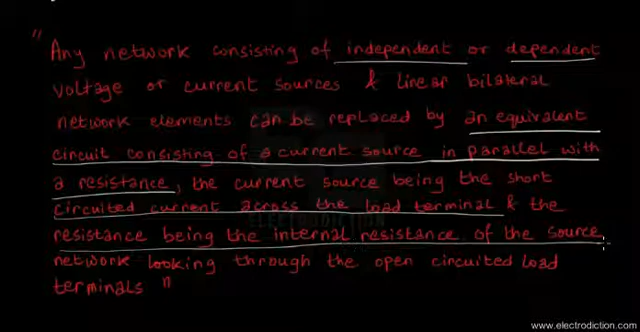 "Any network consisting of independent or dependent
voltage or current sources & linear bilateral
network elements can be replaced by an equivalent
circuit consisting of a current source in parallel with
a resistance, the current source being the short
circuited current across the load terminal & the
resistance being the internal resistance of the source
network looking through the open circuited load
terminals"
ELECTRODICTION
www.electrodiction.com